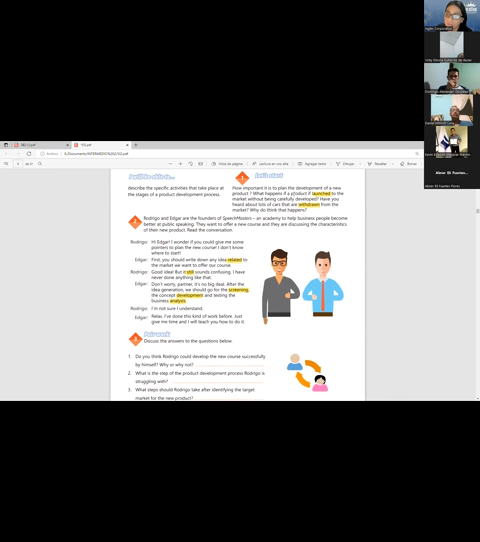 I will be able to...
describe the specific activities that take place at
the stages of a product development process.
1.
Let's start
How important it is to plan the development of a new
product ? What happens if a product if launched to the
market without being carefully developed? Have you
heard about lots of cars that are withdrawn from the
market? Why do think that happens?
2.
Rodrigo and Edgar are the founders of SpeechMasters – an academy to help business people become
better at public speaking. They want to offer a new course and they are discussing the characteristics
of their new product. Read the conversation.
Rodrigo: Hi Edgar! I wonder if you could give me some
pointers to plan the new course! I don't know
where to start!
Edgar: First, you should write down any idea related to
the market we want to offer our course.
Rodrigo: Good idea! But it still sounds confusing. I have
never done anything like that.
Edgar: Don't worry, partner, it's no big deal. After the
idea generation, we should go for the screening,
the concept development and testing the
business analysis.
Rodrigo: I'm not sure I understand.
Edgar: Relax, I've done this kind of work before. Just
give me time and I will teach you how to do it.
3.
Pair work
Discuss the answers to the questions below.
1. Do you think Rodrigo could develop the new course successfully
by himself? Why or why not?
2. What is the step of the product development process Rodrigo is
struggling with?
3. What steps should Rodrigo take after identifying the target
market for the new product?